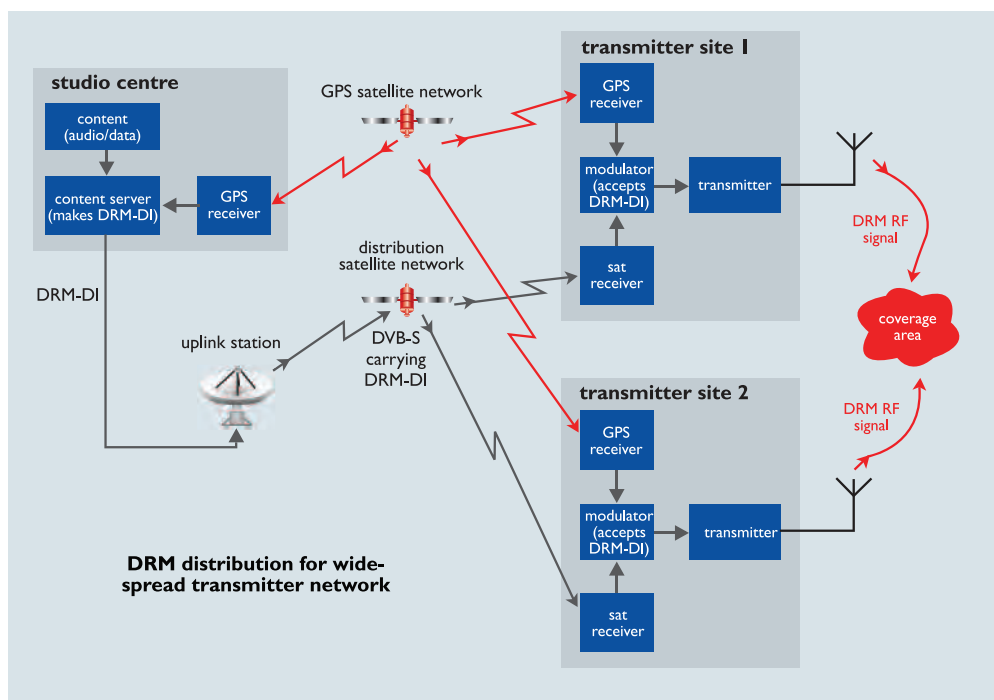 studio centre
content
(audio/data)
content server
(makes DRM-DI)
GPS
receiver
DRM-DI
uplink station
GPS satellite network
distribution
satellite network
DVB-S
carrying
DRM-DI
transmitter site 1
GPS
receiver
modulator
(accepts
DRM-DI)
transmitter
sat
receiver
DRM RF
signal
coverage
area
transmitter site 2
GPS
receiver
modulator
(accepts
DRM-DI)
transmitter
sat
receiver
DRM RF
signal
DRM distribution for wide-
spread transmitter network